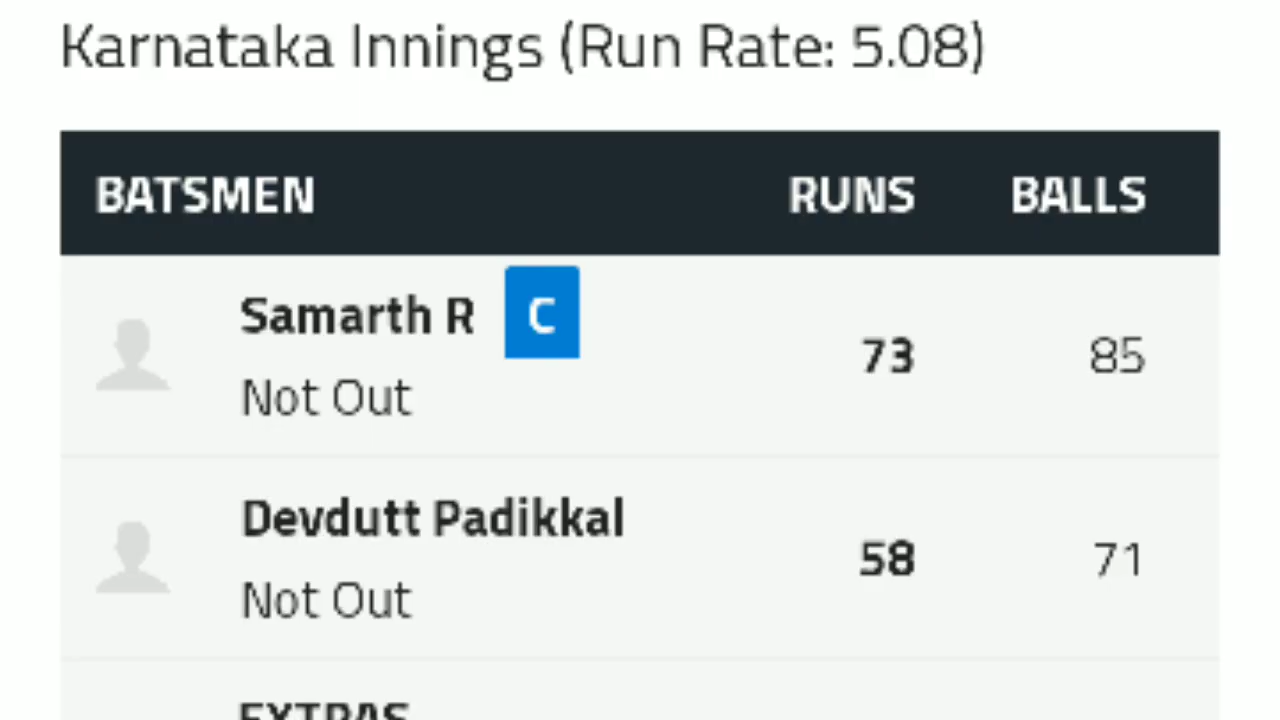 Karnataka Innings (Run Rate: 5.08)
BATSMEN RUNS BALLS
Samarth R C
73 85
Not Out
Devdutt Padikkal
58 71
Not Out
EXTRAS